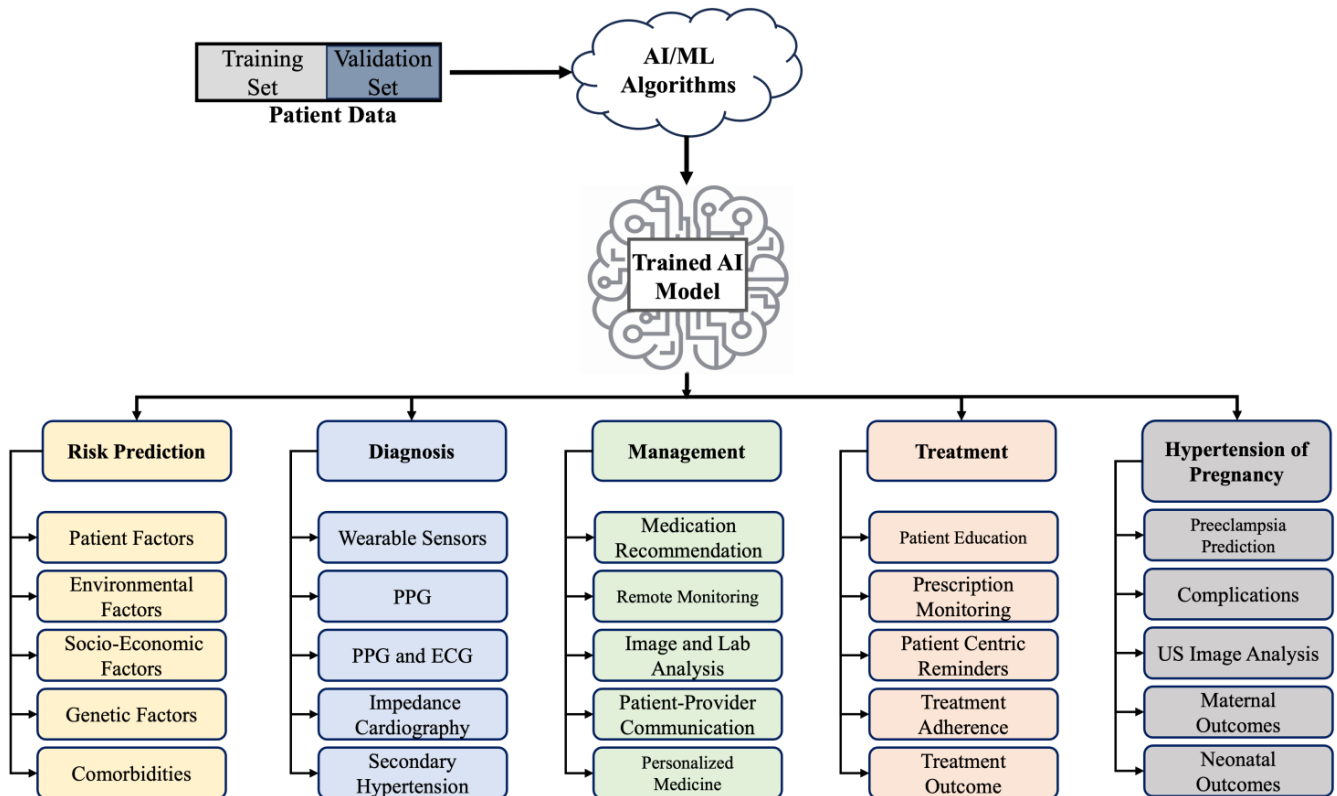 Training
Set
Validation
Set
Patient Data
AI/ML
Algorithms
Trained AI
Model
Risk Prediction
Patient Factors
Environmental
Factors
Socio-Economic
Factors
Genetic Factors
Comorbidities
Diagnosis
Wearable Sensors
PPG
PPG and ECG
Impedance
Cardiography
Secondary
Hypertension
Management
Medication
Recommendation
Remote Monitoring
Image and Lab
Analysis
Patient-Provider
Communication
Personalized
Medicine
Treatment
Patient Education
Prescription
Monitoring
Patient Centric
Reminders
Treatment
Adherence
Treatment
Outcome
Hypertension of
Pregnancy
Preeclampsia
Prediction
Complications
US Image Analysis
Maternal
Outcomes
Neonatal
Outcomes